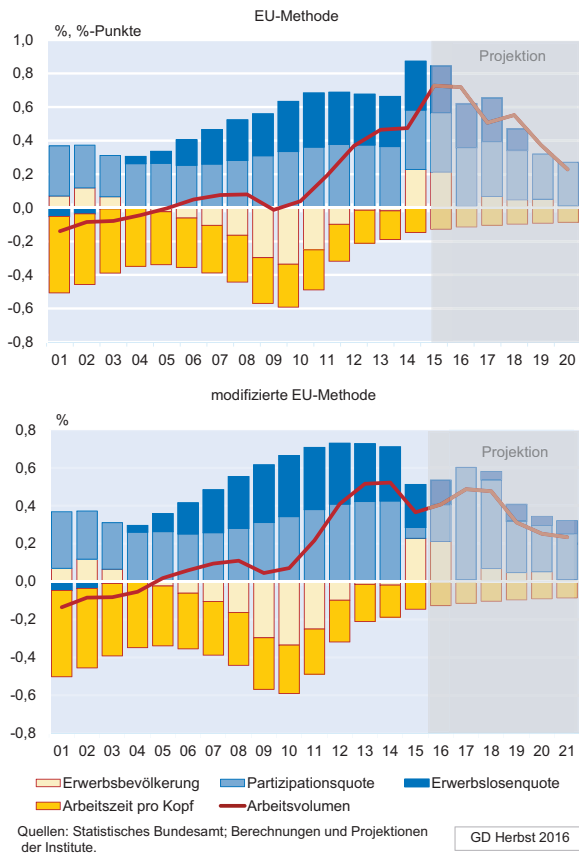 EU-Methode
%, %-Punkte
Projektion
1,0
0,8
0,6
0,4
0,2
0,0
-0,2
-0,4
-0,6
-0,8
01 02 03 04 05 06 07 08 09 10 11 12 13 14 15 16 17 18 19 20
modifizierte EU-Methode
%
Projektion
0,8
0,6
0,4
0,2
0,0
-0,2
-0,4
-0,6
-0,8
01 02 03 04 05 06 07 08 09 10 11 12 13 14 15 16 17 18 19 20 21
Erwerbsbevölkerung Partizipationsquote Erwerbslosenquote
Arbeitszeit pro Kopf Arbeitsvolumen
Quellen: Statistisches Bundesamt; Berechnungen und Projektionen
der Institute.
GD Herbst 2016